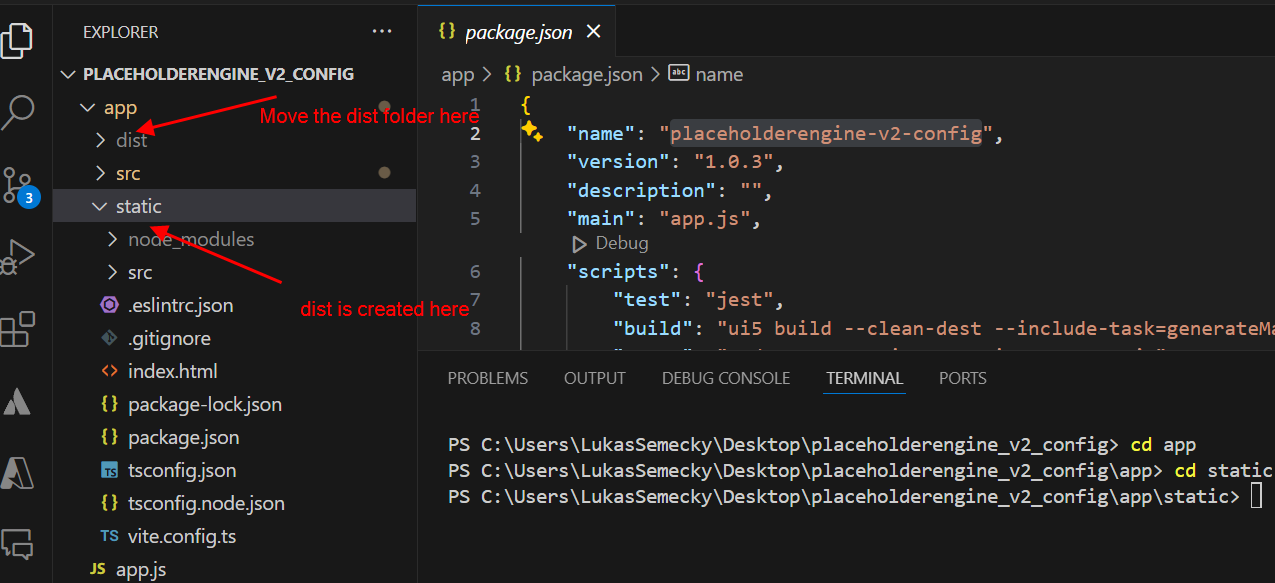 EXPLORER
PLACEHOLDERENGINE_V2_CONFIG
app
dist
src
static
node_modules
src
.eslintrc.json
.gitignore
index.html
package-lock.json
package.json
tsconfig.json
tsconfig.node.json
TS vite.config.ts
JS app.js
3
Move the dist folder here
dist is created here
{} package.json
app > {} package.json > abc name
1 {
2 "name": "placeholderengine-v2-config",
3 "version": "1.0.3",
4 "description": "",
5 "main": "app.js",
Debug
6 "scripts": {
7 "test": "jest",
8 "build": "ui5 build --clean-dest --include-task=generateMa
PROBLEMS OUTPUT DEBUG CONSOLE TERMINAL PORTS
PS C:\Users\LukasSemecky\Desktop\placeholderengine_v2_config> cd app
PS C:\Users\LukasSemecky\Desktop\placeholderengine_v2_config\app> cd static
PS C:\Users\LukasSemecky\Desktop\placeholderengine_v2_config\app\static>